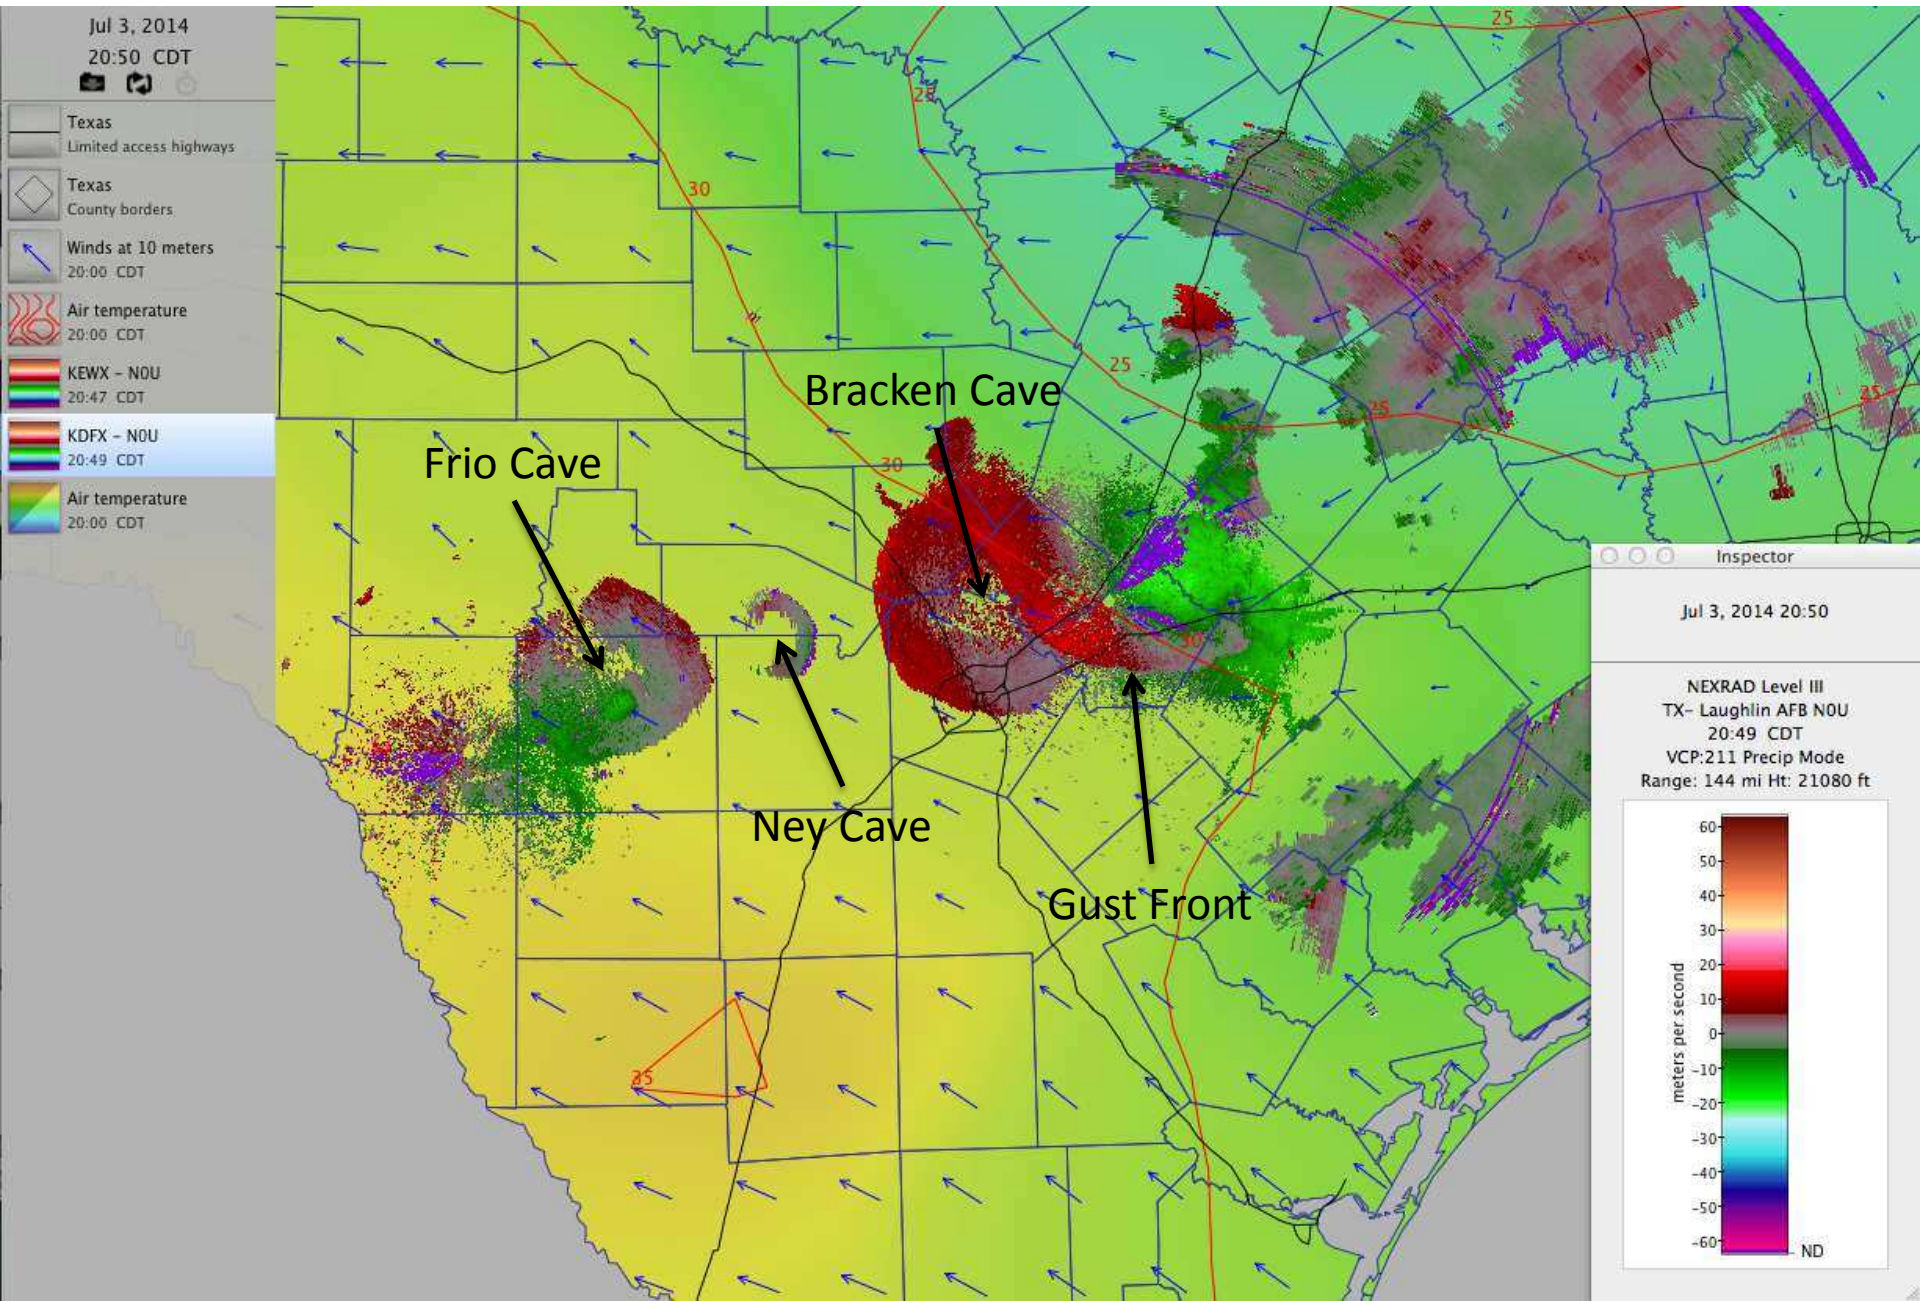 Jul 3, 2014
20:50 CDT
Texas
Limited access highways
Texas
County borders
Winds at 10 meters
20:00 CDT
Air temperature
20:00 CDT
KEWX - N0U
20:47 CDT
KDFX - N0U
20:49 CDT
Air temperature
20:00 CDT
25
25
30
25
25
25
Bracken Cave
Frio Cave
30
30
Ney Cave
Gust Front
35
Inspector
Jul 3, 2014 20:50
NEXRAD Level III
TX- Laughlin AFB N0U
20:49 CDT
VCP:211 Precip Mode
Range: 144 mi Ht: 21080 ft
meters per second
60
50
40
30
20
10
0
-10
-20
-30
-40
-50
-60
ND